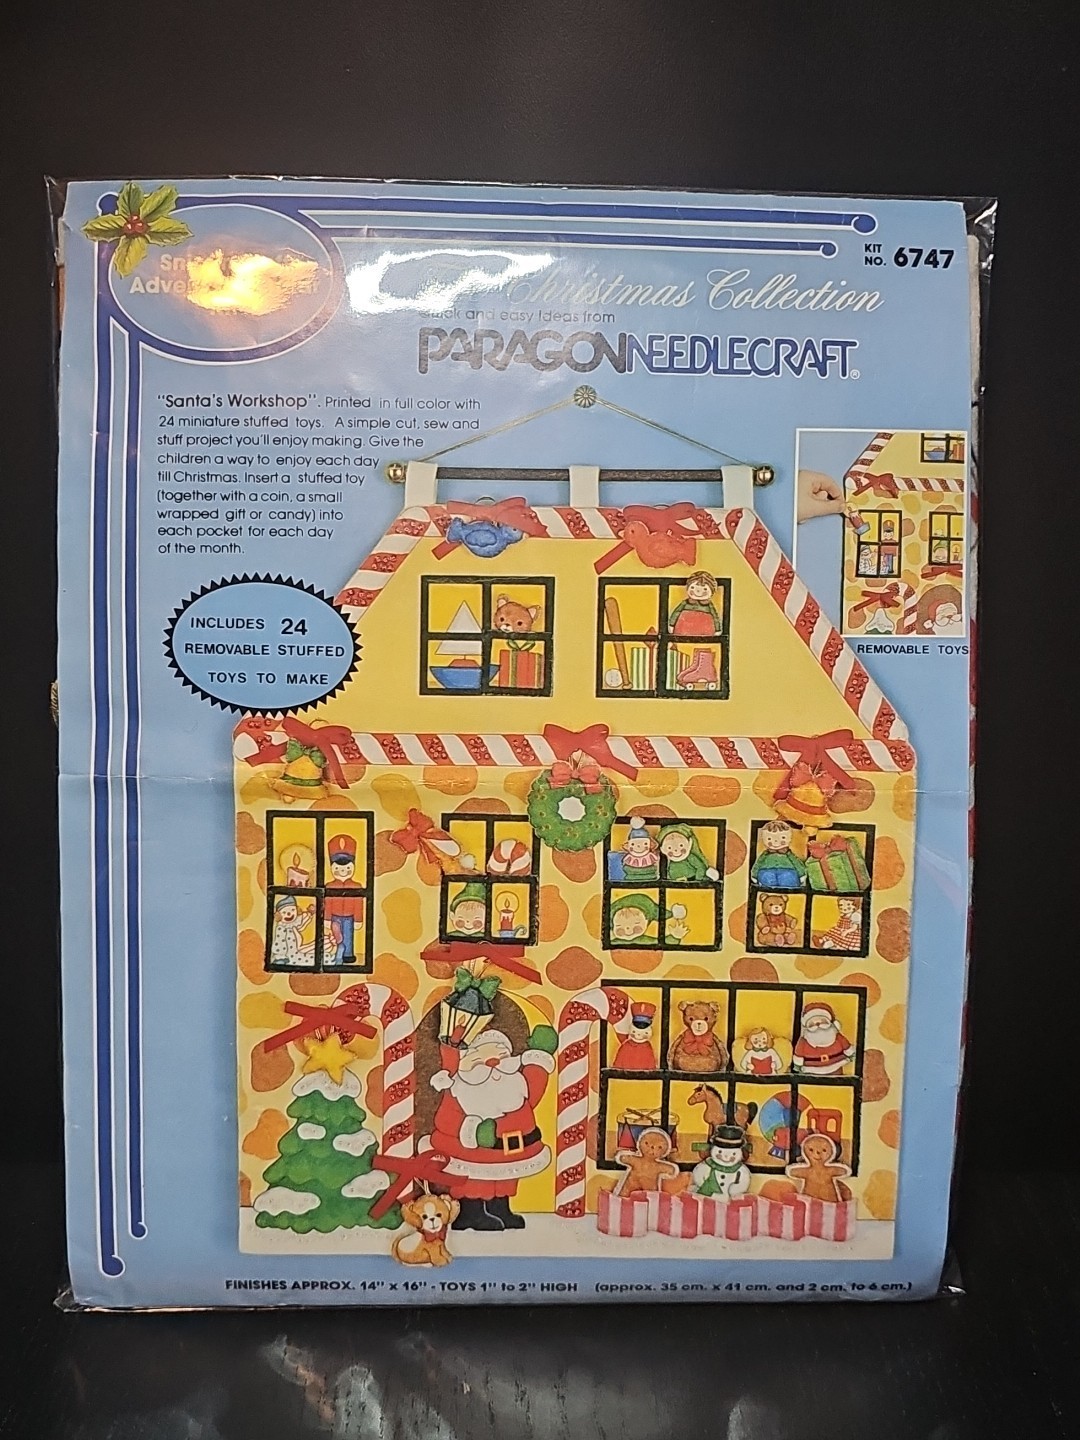 Adve
KIT
NO. 6747
Christmas Collection
and easy ideas from
PARAGON NEEDLECRAFT®
"Santa's Workshop". Printed in full color with
24 miniature stuffed toys. A simple cut, sew and
stuff project you'll enjoy making. Give the
children a way to enjoy each day
till Christmas. Insert a stuffed toy
(together with a coin, a small
wrapped gift or candy) into
each pocket for each day
of the month.
INCLUDES 24
REMOVABLE STUFFED
TOYS TO MAKE
REMOVABLE TOYS
FINISHES APPROX. 14" x 16" - TOYS 1" to 2" HIGH (approx. 35 cm. x 41 cm. and 2 cm. to 6 cm.)